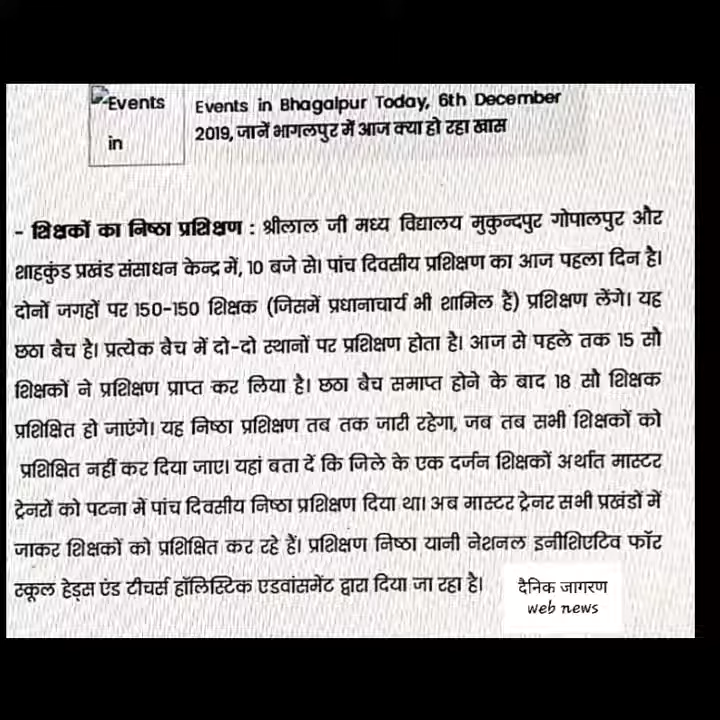 Events
in
Events in Bhagalpur Today, 6th December
2019, जानें भागलपुर में आज क्या हो रहा खास
- शिक्षकों का निष्ठा प्रशिक्षण : श्रीलाल जी मध्य विद्यालय मुकुन्दपुर गोपालपुर और
शाहकुंड प्रखंड संसाधन केन्द्र में, 10 बजे से। पांच दिवसीय प्रशिक्षण का आज पहला दिन है।
दोनों जगहों पर 150-150 शिक्षक (जिसमें प्रधानाचार्य भी शामिल हैं) प्रशिक्षण लेंगे। यह
छठा बैच है। प्रत्येक बैच में दो-दो स्थानों पर प्रशिक्षण होता है। आज से पहले तक 15 सौ
शिक्षकों ने प्रशिक्षण प्राप्त कर लिया है। छठा बैच समाप्त होने के बाद 18 सौ शिक्षक
प्रशिक्षित हो जाएंगे। यह निष्ठा प्रशिक्षण तब तक जारी रहेगा, जब तब सभी शिक्षकों को
प्रशिक्षित नहीं कर दिया जाए। यहां बता दें कि जिले के एक दर्जन शिक्षकों अर्थात मास्टर
ट्रेनरों को पटना में पांच दिवसीय निष्ठा प्रशिक्षण दिया था। अब मास्टर ट्रेनर सभी प्रखंडों में
जाकर शिक्षकों को प्रशिक्षित कर रहे हैं। प्रशिक्षण निष्ठा यानी नेशनल इनीशिएटिव फॉर
स्कूल हेड्स एंड टीचर्स हॉलिस्टिक एडवांसमेंट द्वारा दिया जा रहा है।
दैनिक जागरण
web news